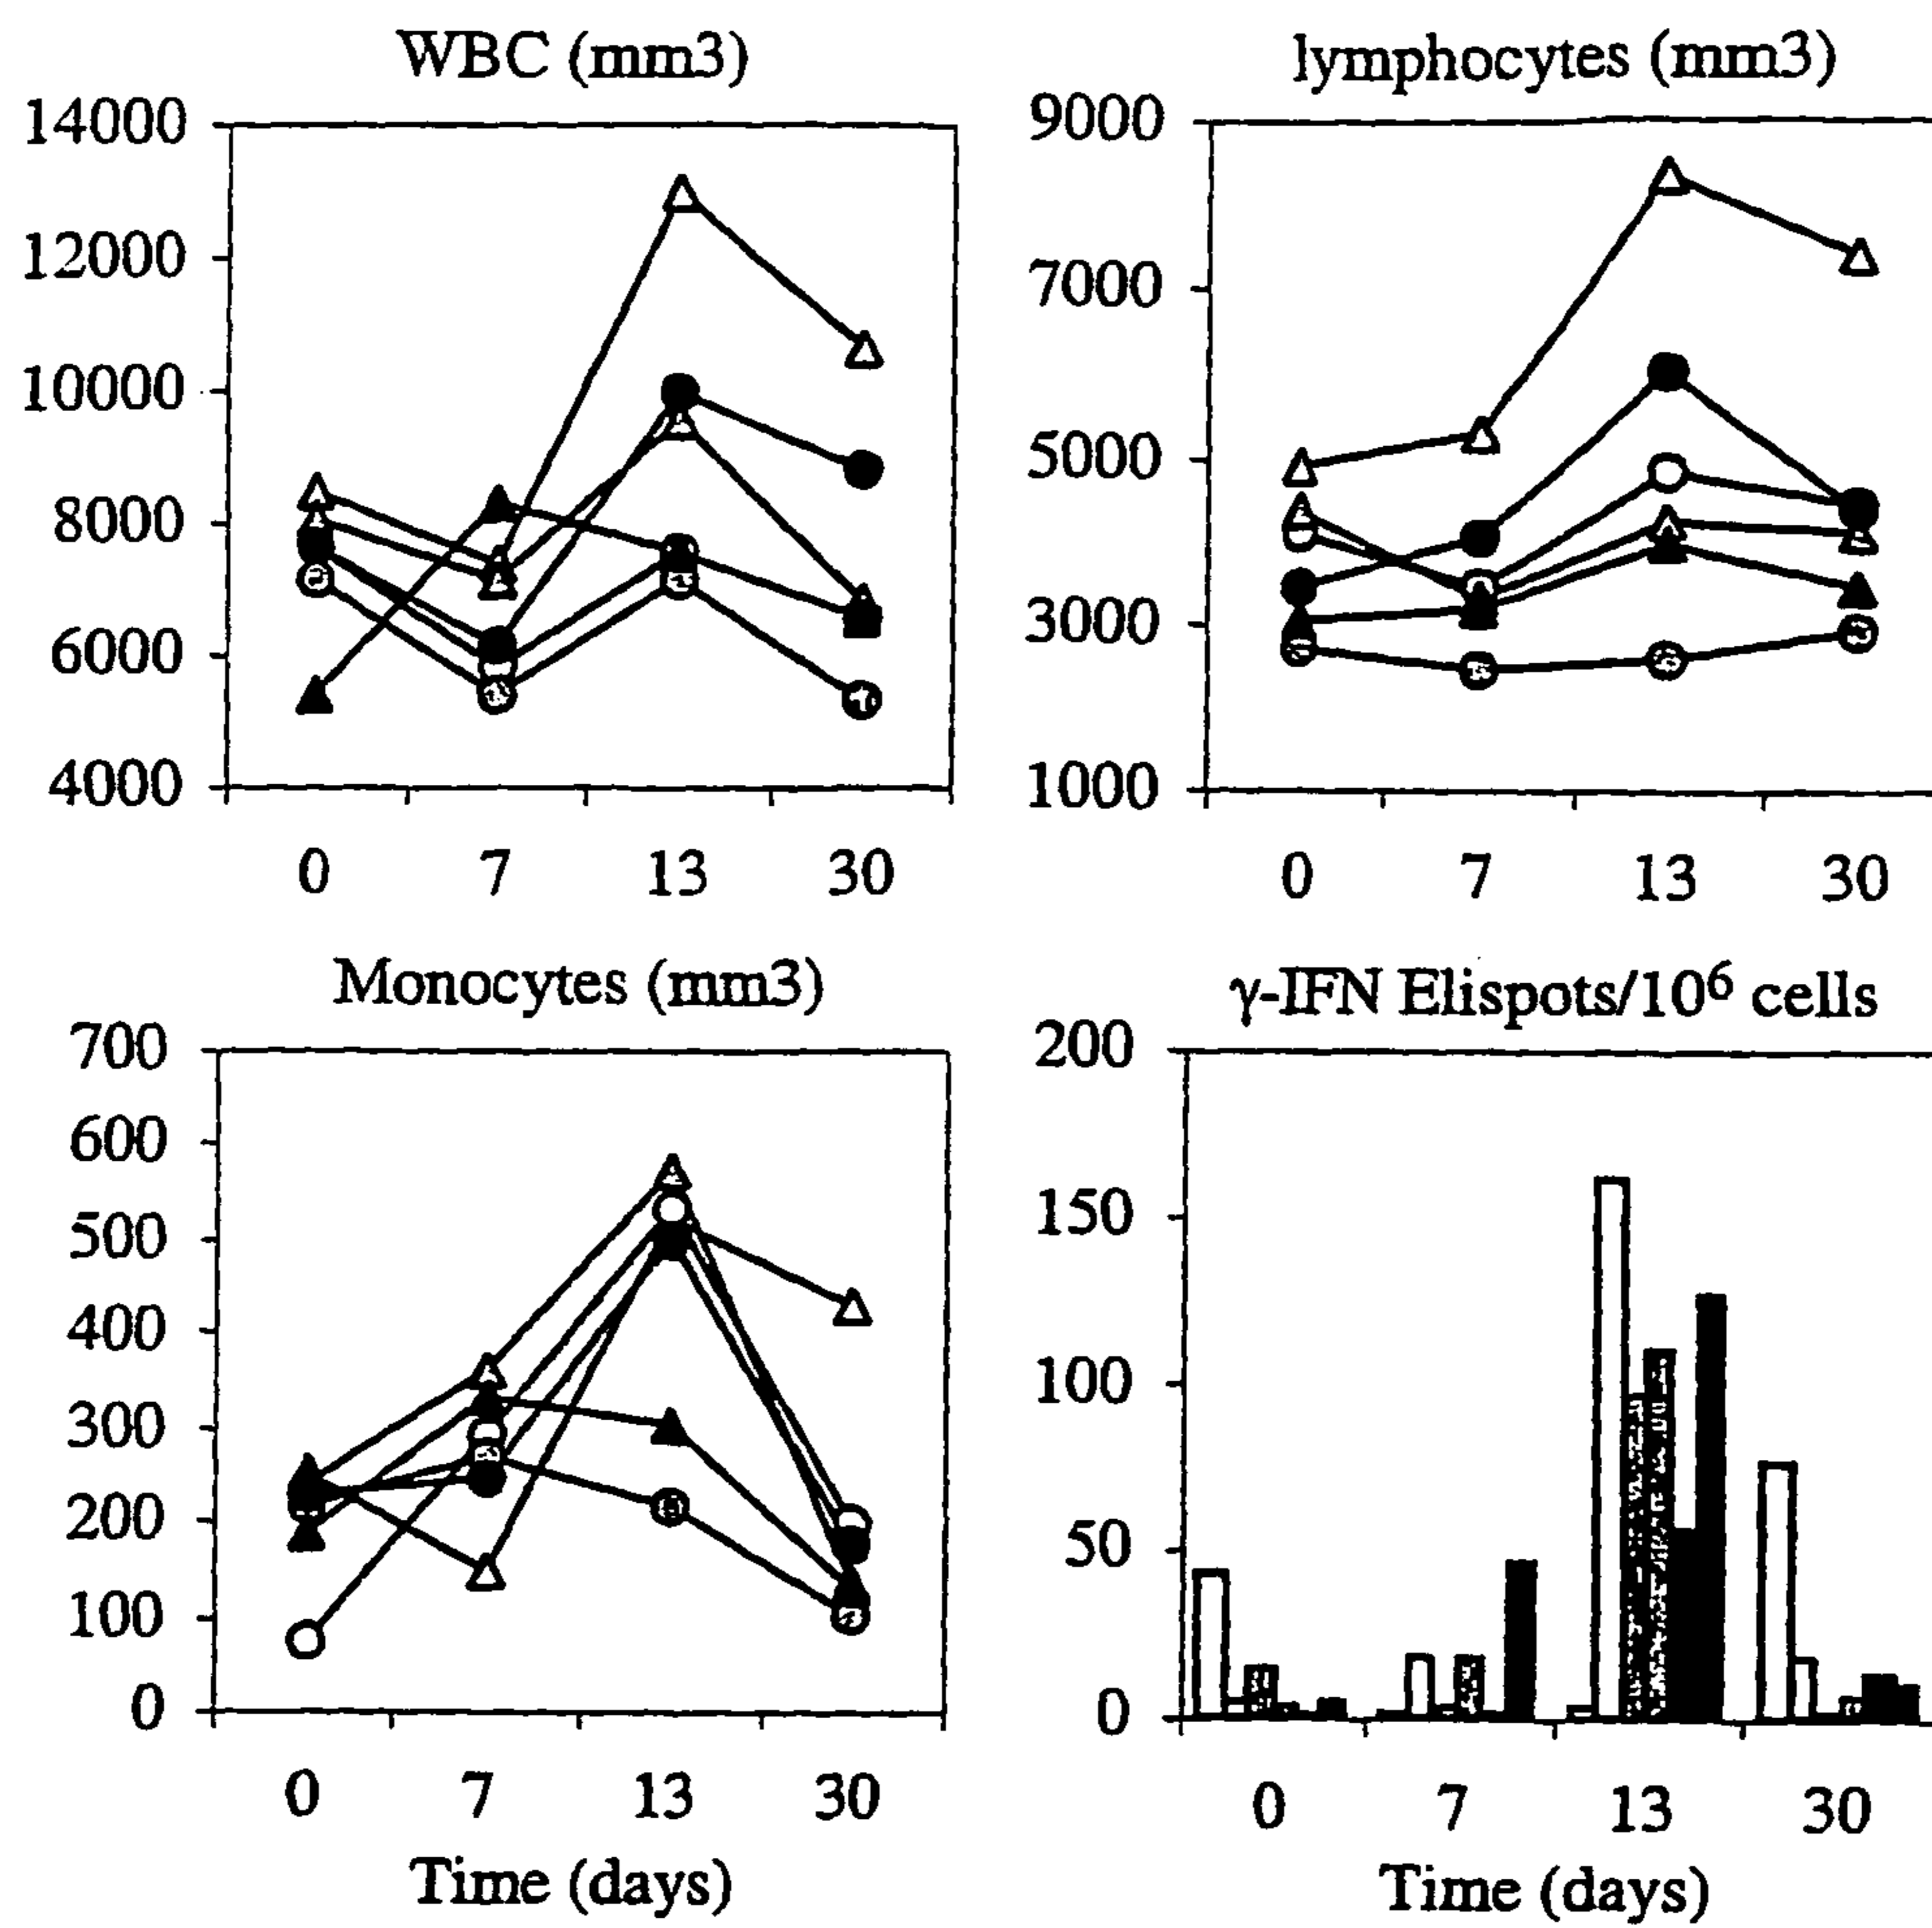 WBC (mm3)
14000
12000
10000
8000
6000
4000
0 7 13 30
lymphocytes (mm3)
9000
7000
5000
3000
1000
0 7 13 30
Monocytes (mm3)
700
600
500
400
300
200
100
0
0 7 13 30
Time (days)
γ-IFN Elispots/10⁶ cells
200
150
100
50
0
0 7 13 30
Time (days)